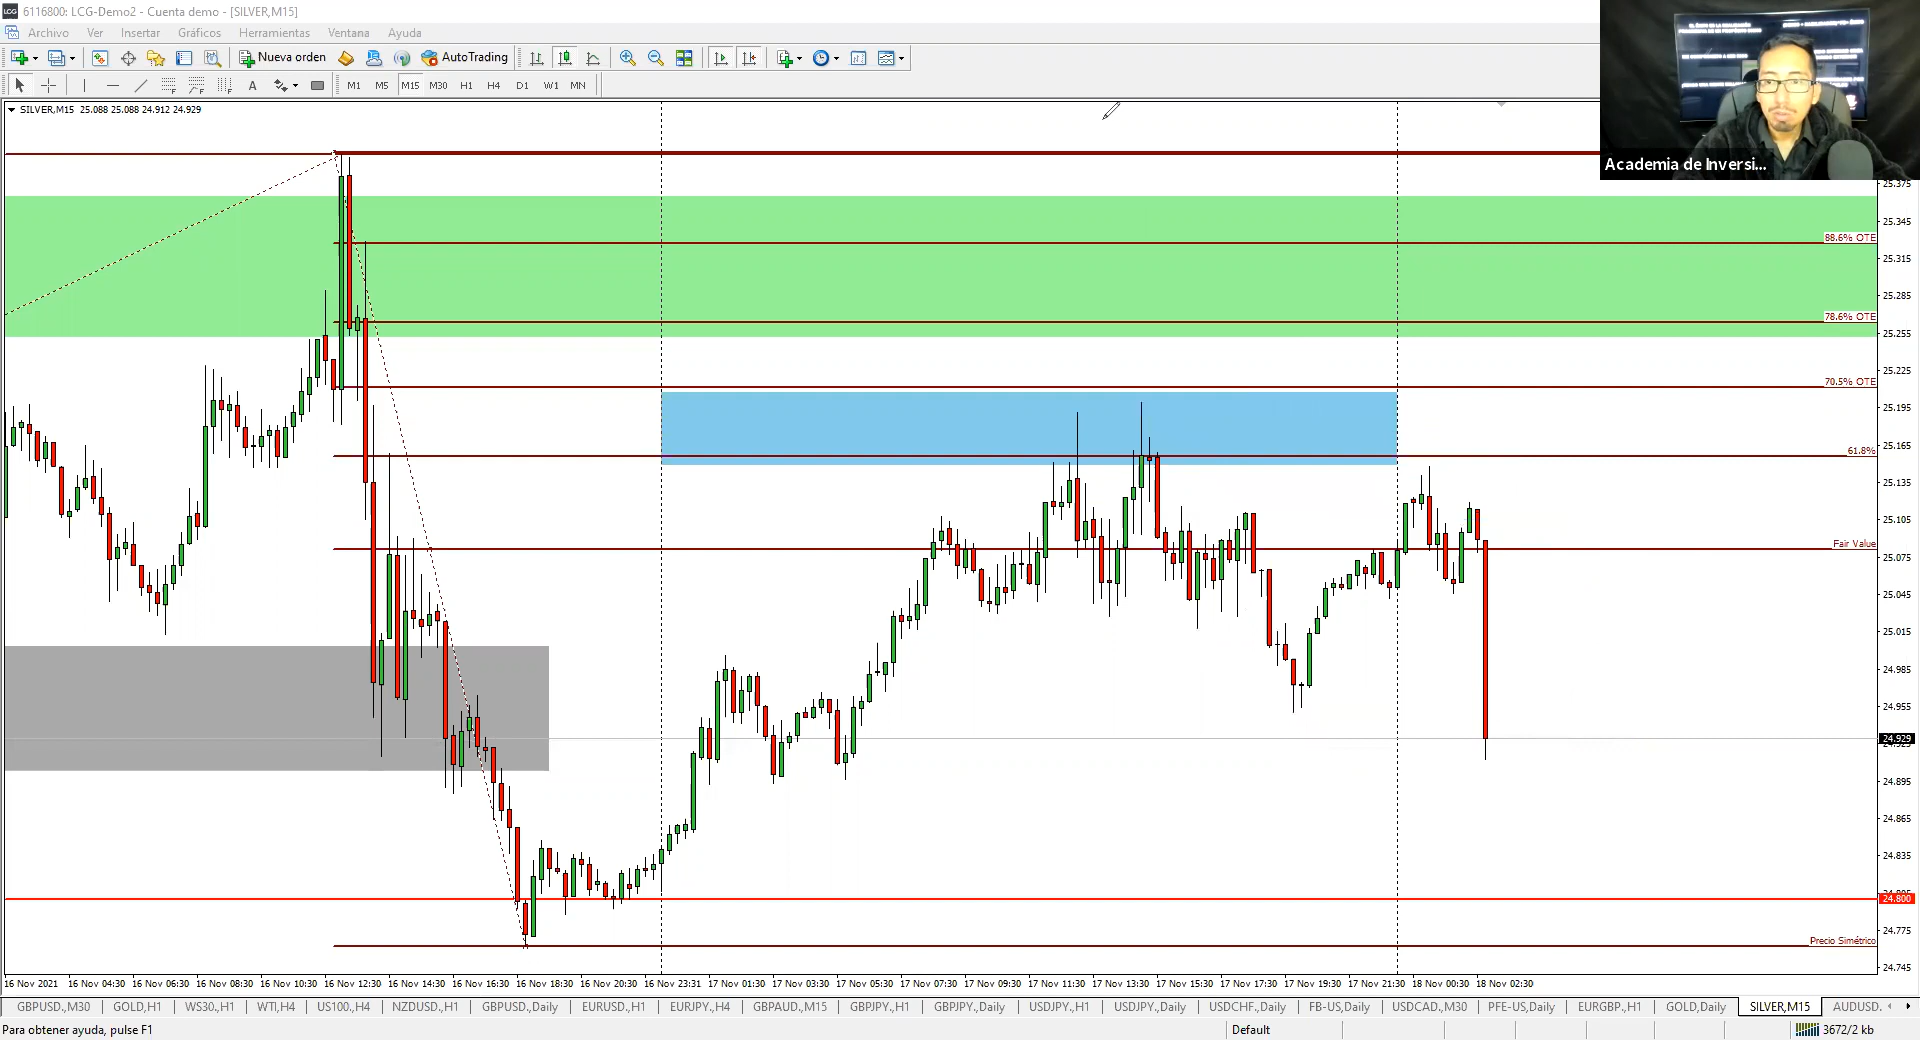 6116800: LCG-Demo2 - Cuenta demo - [SILVER,M15]
Archivo Ver Insertar Gráficos Herramientas Ventana Ayuda
Nueva orden AutoTrading
A M1 M5 M15 M30 H1 H4 D1 W1 MN
SILVER,M15 25.088 25.088 24.912 24.929
Academia de Inversi...
25.375
25.345
88.6% OTE
25.315
25.285
78.6% OTE
25.255
25.225
70.5% OTE
25.195
25.165
61.8%
25.135
25.105
Fair Value
25.075
25.045
25.015
24.985
24.955
24.929
24.895
24.865
24.835
24.800
24.775
Precio Simétrico
24.745
16 Nov 2021 16 Nov 04:30 16 Nov 06:30 16 Nov 08:30 16 Nov 10:30 16 Nov 12:30 16 Nov 14:30 16 Nov 16:30 16 Nov 18:30 16 Nov 20:30 16 Nov 23:31 17 Nov 01:30 17 Nov 03:30 17 Nov 05:30 17 Nov 07:30 17 Nov 09:30 17 Nov 11:30 17 Nov 13:30 17 Nov 15:30 17 Nov 17:30 17 Nov 19:30 17 Nov 21:30 18 Nov 00:30 18 Nov 02:30
GBPUSD.,M30 GOLD,H1 WS30.,H1 WTI,H4 US100.,H4 NZDUSD.,H1 GBPUSD.,Daily EURUSD.,H1 EURJPY.,H4 GBPAUD.,M15 GBPJPY.,H1 GBPJPY.,Daily USDJPY.,H1 USDJPY.,Daily USDCHF.,Daily FB-US,Daily USDCAD.,M30 PFE-US,Daily EURGBP.,H1 GOLD,Daily SILVER,M15 AUDUSD.
Para obtener ayuda, pulse F1 Default 3672/2 kb